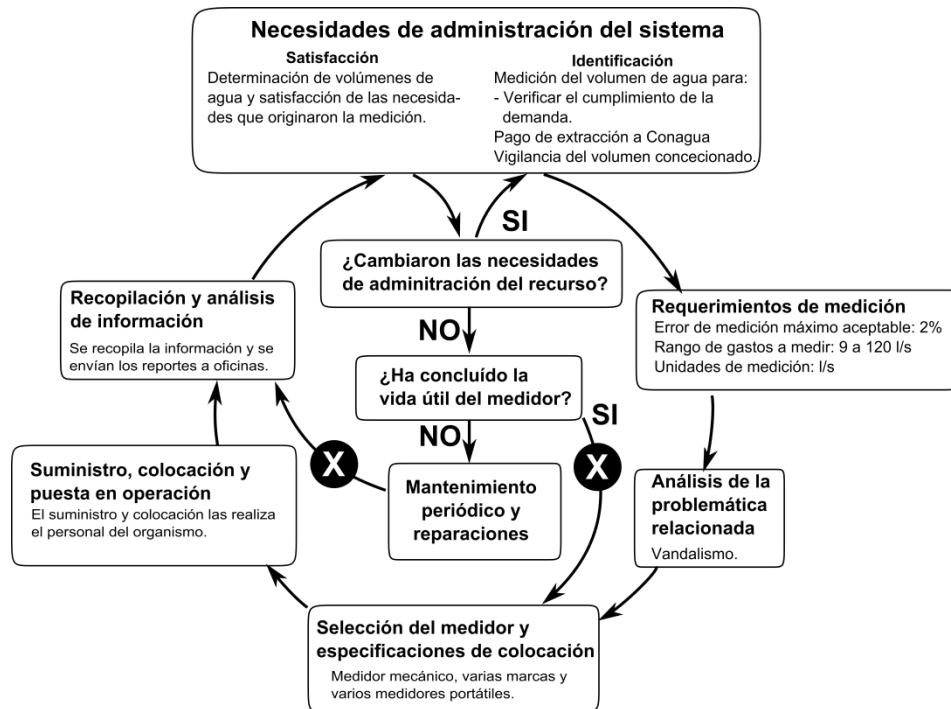 Necesidades de administración del sistema
Satisfacción
Determinación de volúmenes de
agua y satisfacción de las necesida-
des que originaron la medición.
Identificación
Medición del volumen de agua para:
- Verificar el cumplimiento de la
demanda.
Pago de extracción a Conagua
Vigilancia del volumen concecionado.
SI
¿Cambiaron las necesidades
de adminitración del recurso?
NO
¿Ha concluído la
vida útil del medidor?
SI
NO
X
X
Mantenimiento
periódico y
reparaciones
Requerimientos de medición
Error de medición máximo aceptable: 2%
Rango de gastos a medir: 9 a 120 l/s
Unidades de medición: l/s
Análisis de la
problemática
relacionada
Vandalismo.
Selección del medidor y
especificaciones de colocación
Medidor mecánico, varias marcas y
varios medidores portátiles.
Suministro, colocación y
puesta en operación
El suministro y colocación las realiza
el personal del organismo.
Recopilación y análisis
de información
Se recopila la información y se
envían los reportes a oficinas.